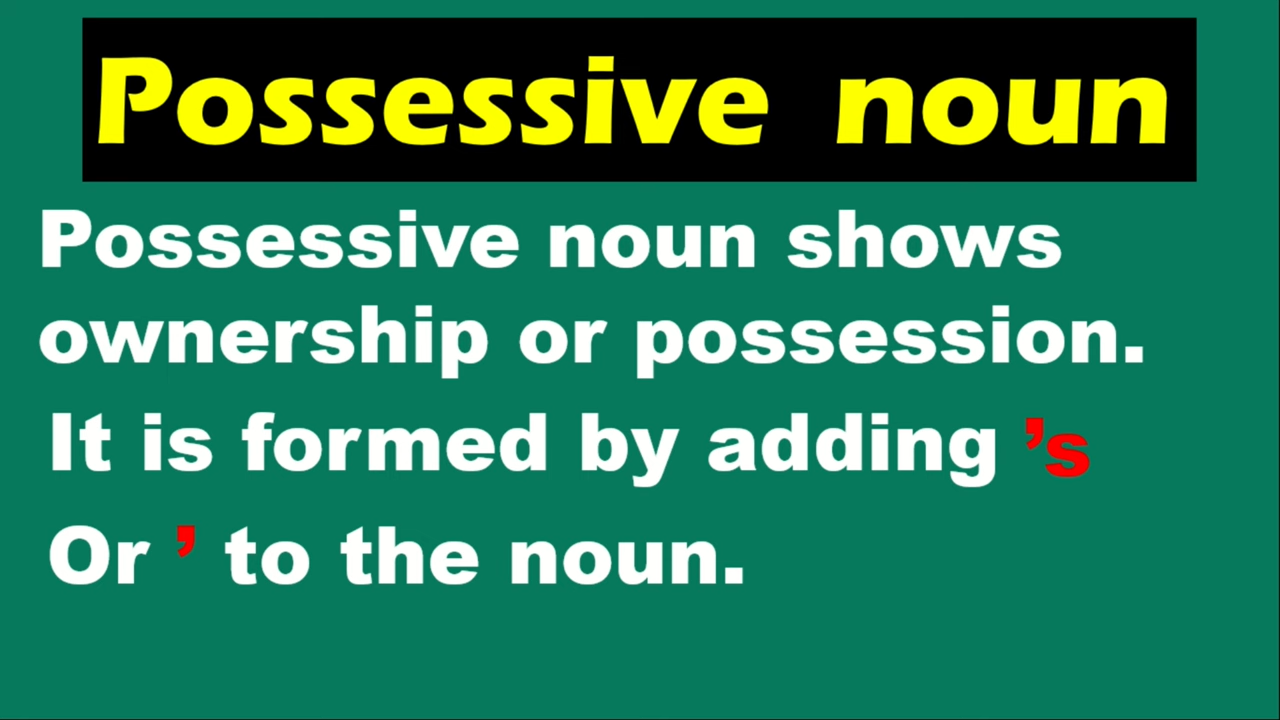 Possessive noun
Possessive noun shows
ownership or possession.
It is formed by adding ’s
Or ’ to the noun.